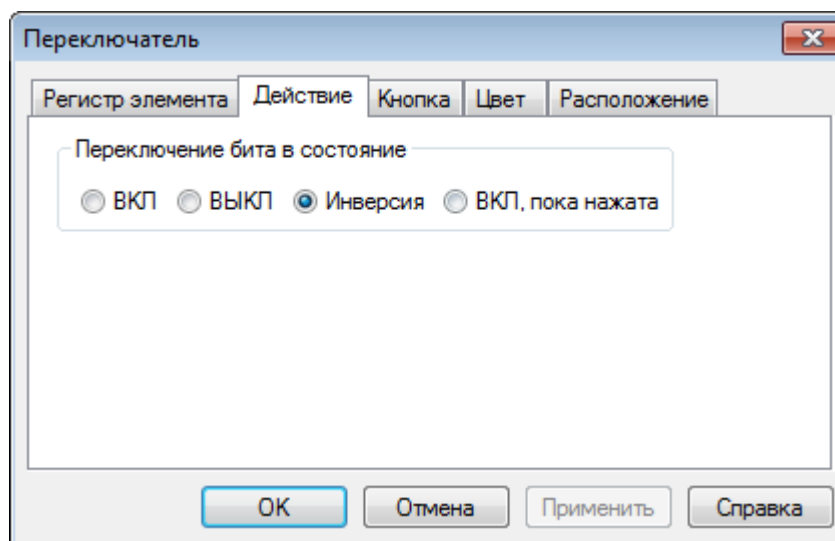 Переключатель
Регистр элемента Действие Кнопка Цвет Расположение
Переключение бита в состояние
ВКЛ ВЫКЛ Инверсия ВКЛ, пока нажата
OK Отмена Применить Справка